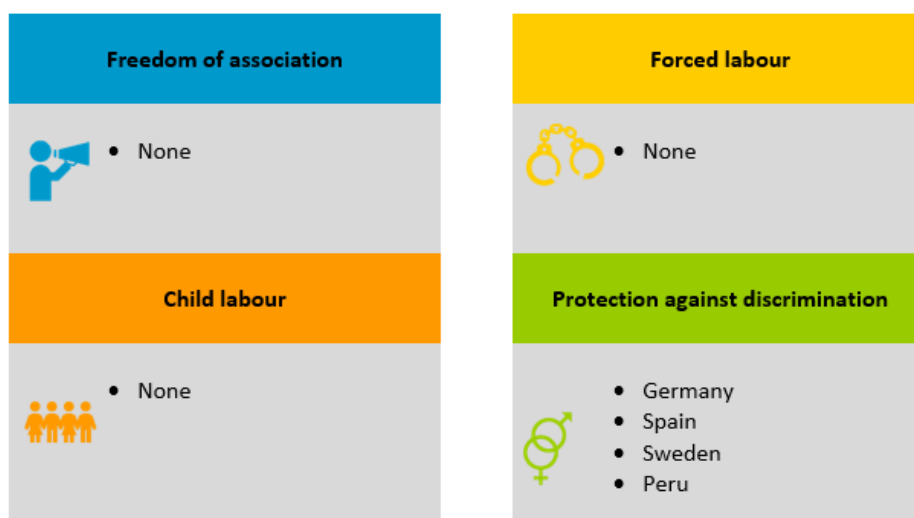 Freedom of association
Forced labour
• None
• None
Child labour
Protection against discrimination
• None
• Germany
• Spain
• Sweden
• Peru